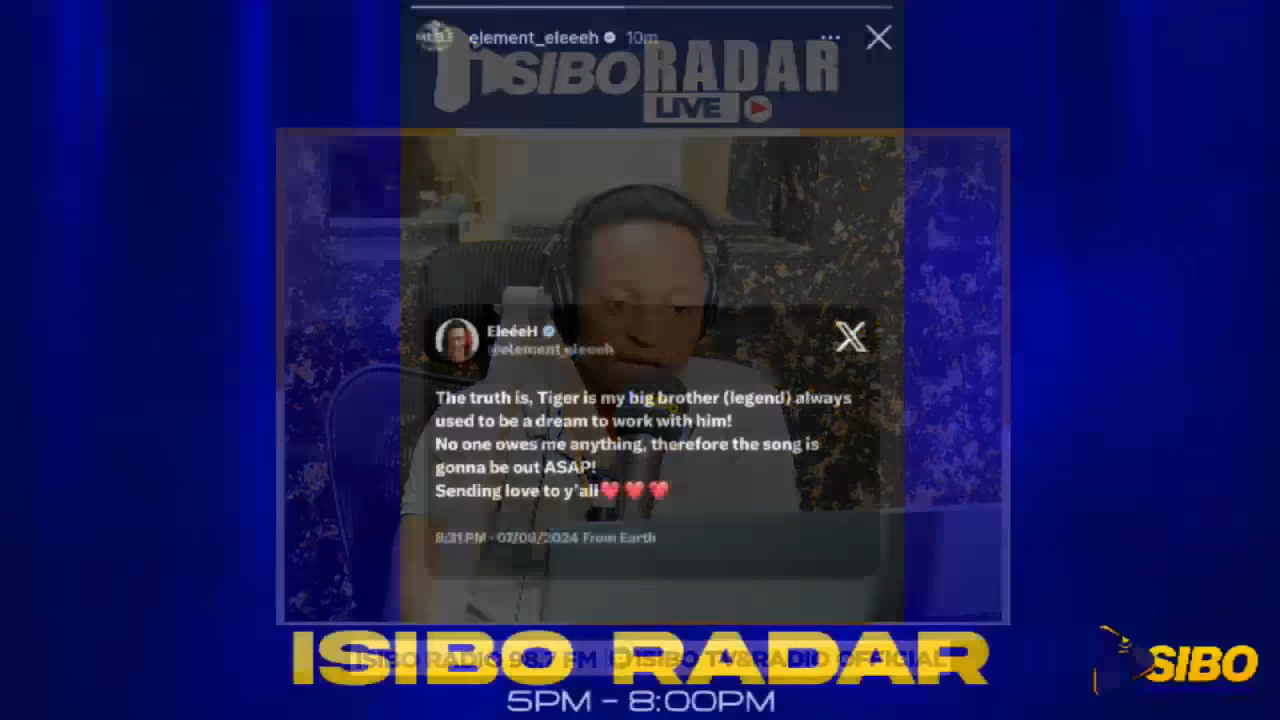 element_eleeeh 10m
ISIBO RADAR
LIVE
EleéeH
@element_eleeeh
The truth is, Tiger is my big brother (legend) always
used to be a dream to work with him!
No one owes me anything, therefore the song is
gonna be out ASAP!
Sending love to y'all❤️❤️❤️
8:31 PM · 07/09/2024 From Earth
ISIBO RADAR
ISIBO RADIO 98.7 FM | ISIBO TV&RADIO OFFICIAL
5PM - 8:00PM
ISIBO